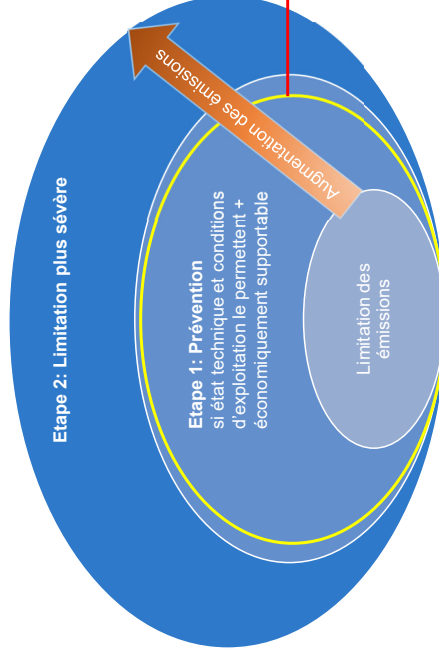 Etape 2: Limitation plus sévère
Etape 1: Prévention
si état technique et conditions
d'exploitation le permettent +
économiquement supportable
Limitation des
émissions
Augmentation des émissions